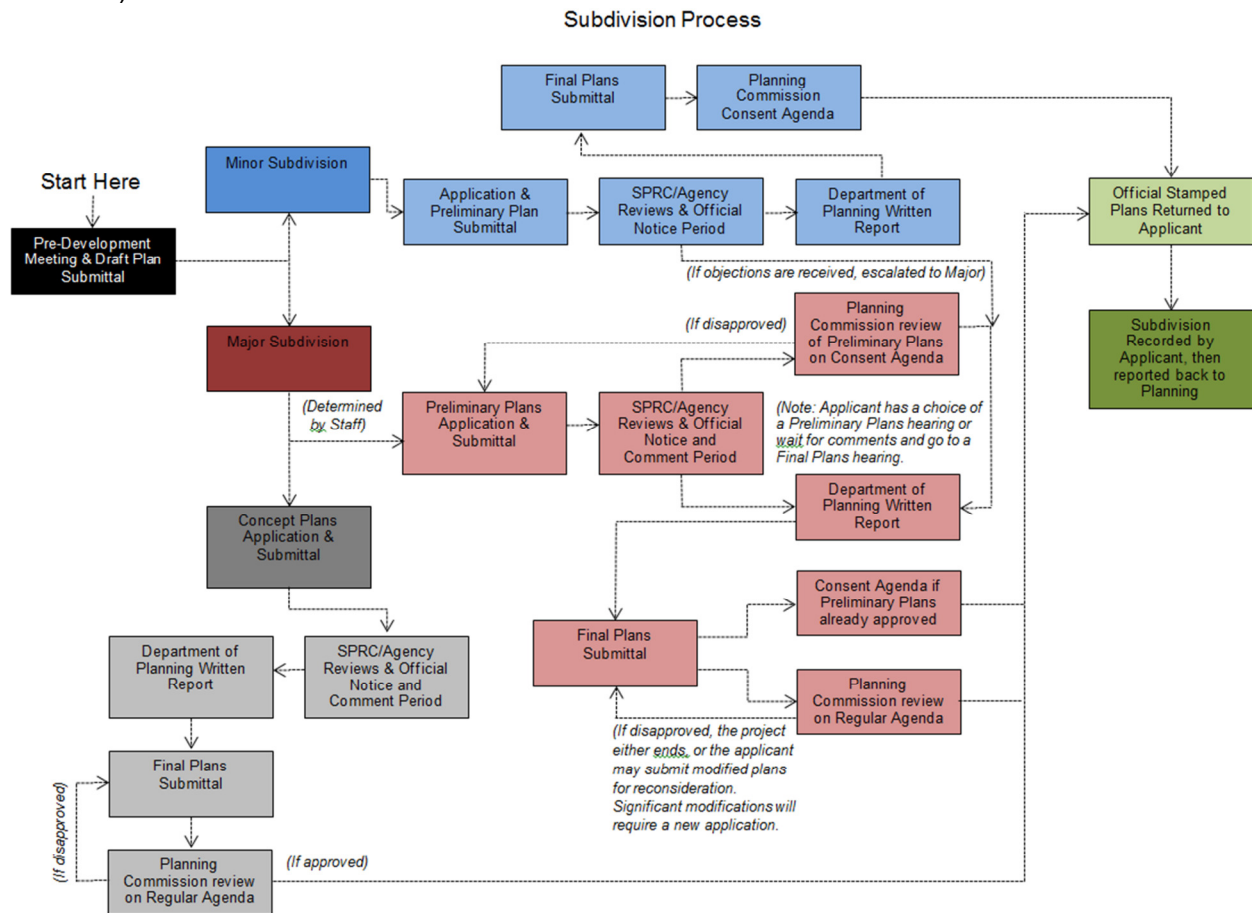 Subdivision Process
Final Plans
Submittal
Planning
Commission
Consent Agenda
Minor Subdivision
Start Here
Application &
Preliminary Plan
Submittal
SPRC/Agency
Reviews & Official
Notice Period
Department of
Planning Written
Report
Official Stamped
Plans Returned to
Applicant
Pre-Development
Meeting & Draft Plan
Submittal
(If objections are received, escalated to Major)
Planning
Commission review
of Preliminary Plans
on Consent Agenda
(If disapproved)
Subdivision
Recorded by
Applicant, then
reported back to
Planning
Major Subdivision
(Determined
by Staff)
Preliminary Plans
Application &
Submittal
SPRC/Agency
Reviews & Official
Notice and
Comment Period
(Note: Applicant has a choice of
a Preliminary Plans hearing or
wait for comments and go to a
Final Plans hearing.
Department of
Planning Written
Report
Concept Plans
Application &
Submittal
Consent Agenda if
Preliminary Plans
already approved
Final Plans
Submittal
Department of
Planning Written
Report
SPRC/Agency
Reviews & Official
Notice and
Comment Period
Planning
Commission review
on Regular Agenda
(If disapproved, the project
either ends, or the applicant
may submit modified plans
for reconsideration.
Significant modifications will
require a new application.
Final Plans
Submittal
(If disapproved)
Planning
Commission review
on Regular Agenda
(If approved)